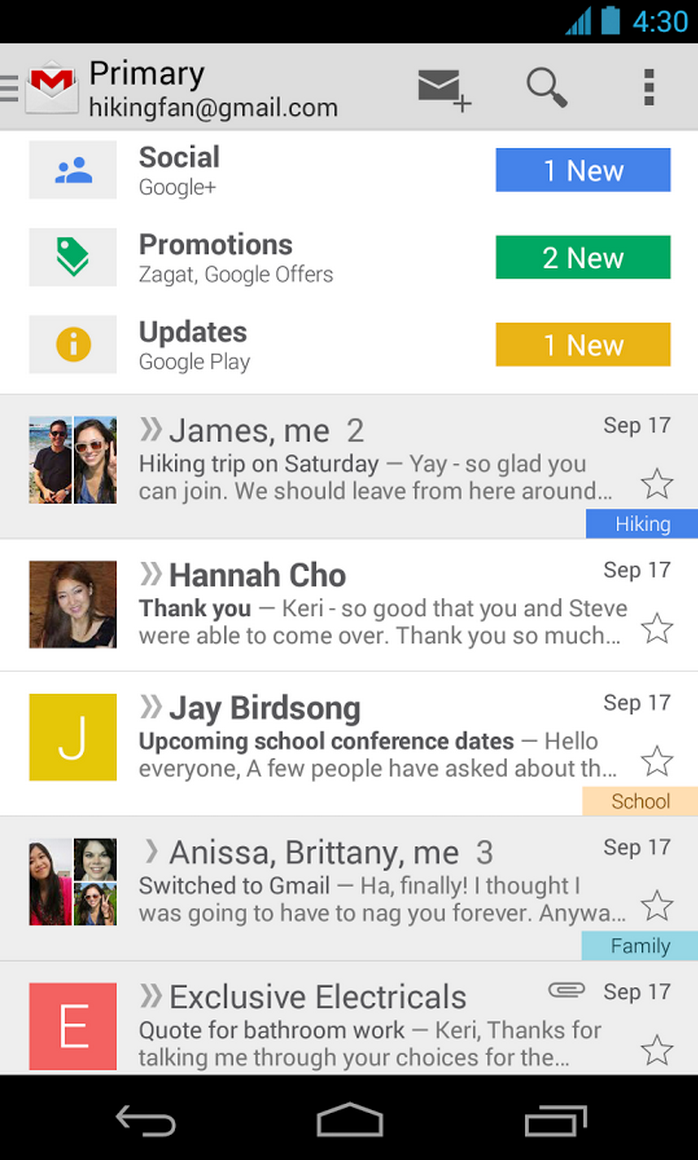 4:30
Primary
hikingfan@gmail.com
Social
Google+
1 New
Promotions
Zagat, Google Offers
2 New
Updates
Google Play
1 New
James, me 2
Sep 17
Hiking trip on Saturday — Yay - so glad you
can join. We should leave from here around...
Hiking
Hannah Cho
Sep 17
Thank you — Keri - so good that you and Steve
were able to come over. Thank you so much...
Jay Birdsong
Sep 17
Upcoming school conference dates — Hello
everyone, A few people have asked about th...
School
Anissa, Brittany, me 3
Sep 17
Switched to Gmail — Ha, finally! I thought I
was going to have to nag you forever. Anywa...
Family
E
Exclusive Electricals
Sep 17
Quote for bathroom work — Keri, Thanks for
talking me through your choices for the...
J